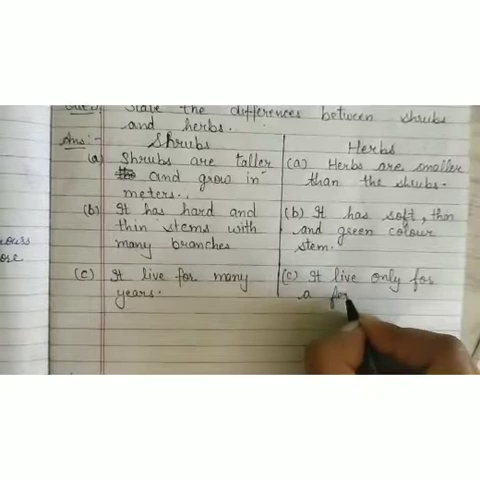 State the differences between shrubs
and herbs.
Ans:- Shrubs
(a) Shrubs are taller
and grow in
meters.
(b) It has hard and
thin stems with
many branches
(c) It live for many
years.
Herbs
(a) Herbs are smaller
than the shrubs.
(b) It has soft, thin
and green colour
stem.
(c) It live only for
a